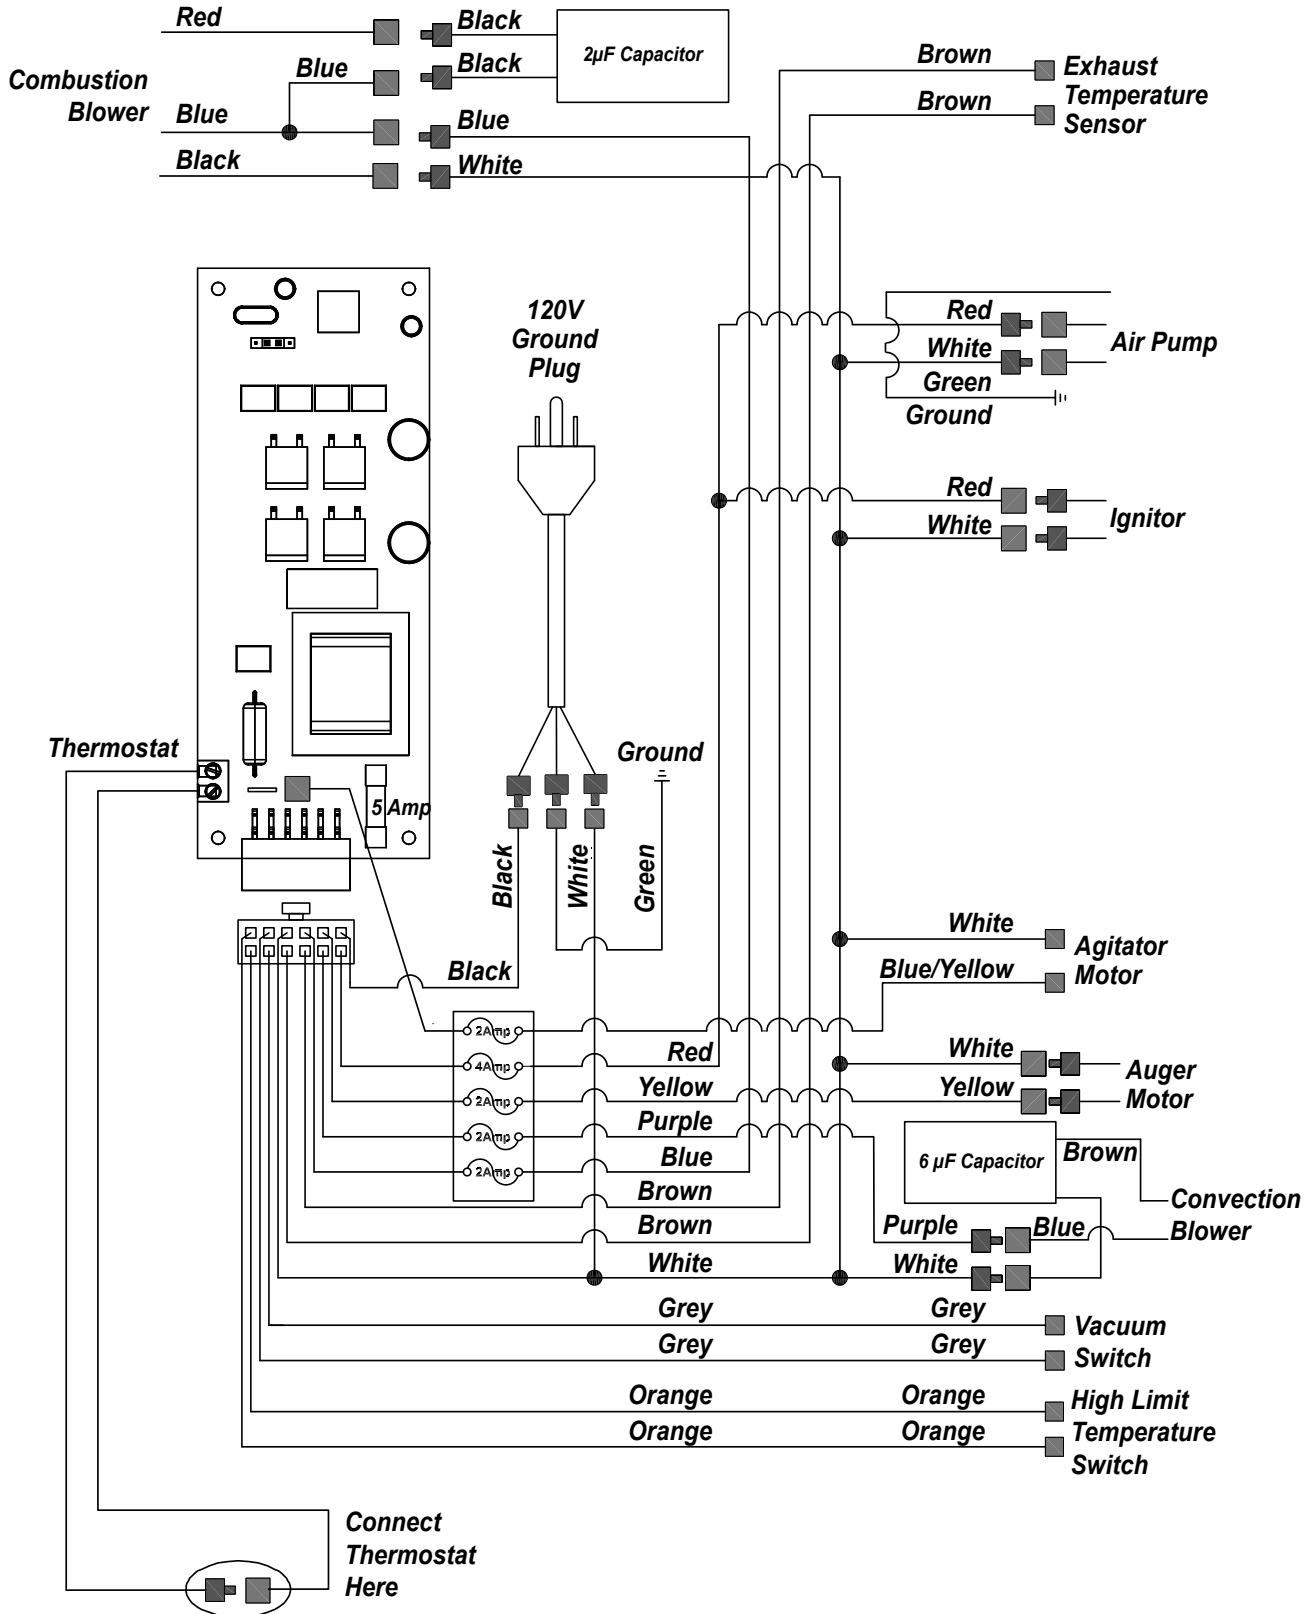 Red
Black
2µF Capacitor
Brown
Exhaust
Temperature
Sensor
Combustion
Blower
Blue
Black
Brown
Blue
Blue
Black
White
120V
Ground
Plug
Red
Air Pump
White
Green
Ground
Red
Ignitor
White
Thermostat
Ground
5 Amp
Black
White
Green
White
Agitator
Motor
Black
Blue/Yellow
2Amp
4Amp
Red
White
Auger
Motor
2Amp
Yellow
Yellow
2Amp
Purple
6 µF Capacitor
Brown
2Amp
Blue
Brown
Convection
Blower
Brown
Purple
Blue
White
White
Grey
Grey
Vacuum
Switch
Grey
Grey
Orange
Orange
High Limit
Temperature
Switch
Orange
Orange
Connect
Thermostat
Here